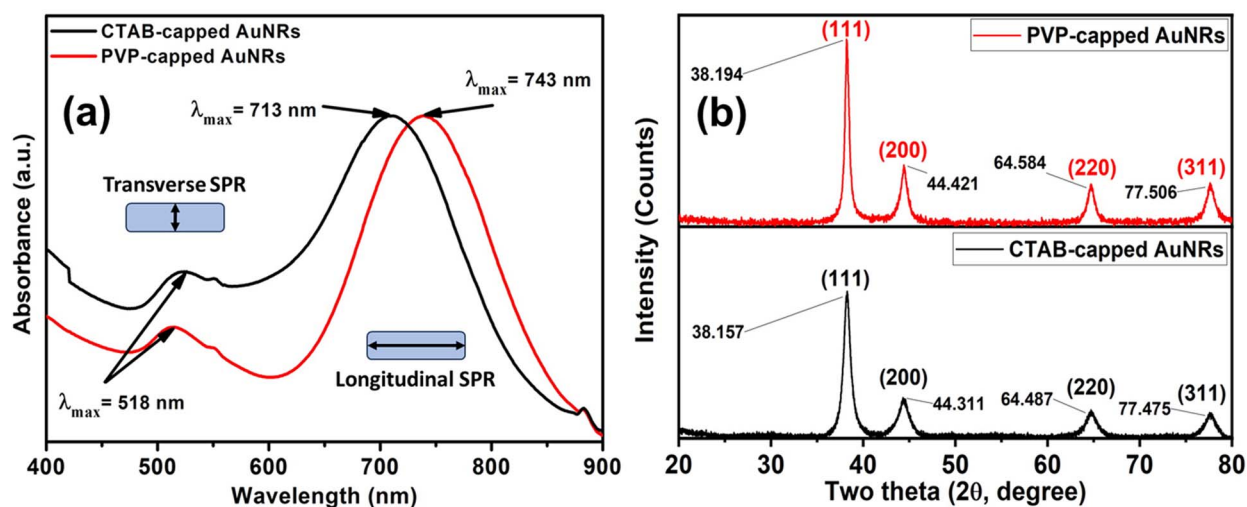 CTAB-capped AuNRs
PVP-capped AuNRs
(a)
λmax= 713 nm
λmax= 743 nm
Transverse SPR
Longitudinal SPR
λmax= 518 nm
Absorbance (a.u.)
400 500 600 700 800 900
Wavelength (nm)
(b)
PVP-capped AuNRs
(111)
38.194
(200)
44.421
64.584
(220)
77.506
(311)
CTAB-capped AuNRs
(111)
38.157
(200)
44.311
64.487
(220)
77.475
(311)
Intensity (Counts)
20 30 40 50 60 70 80
Two theta (2θ, degree)